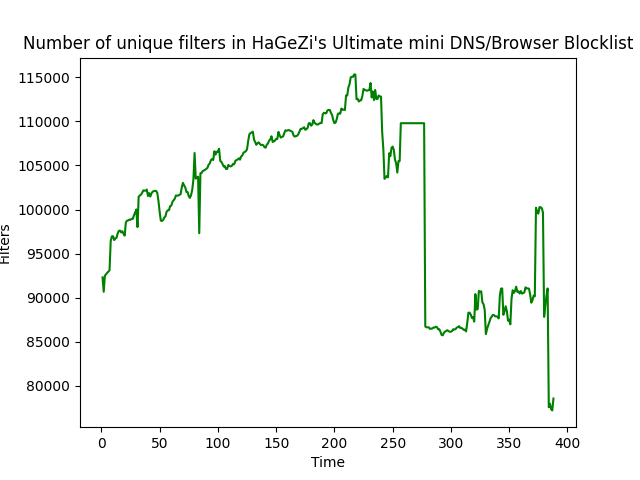 Number of unique filters in HaGeZi's Ultimate mini DNS/Browser Blocklist
115000
110000
105000
100000
95000
90000
85000
80000
Filters
0 50 100 150 200 250 300 350 400
Time